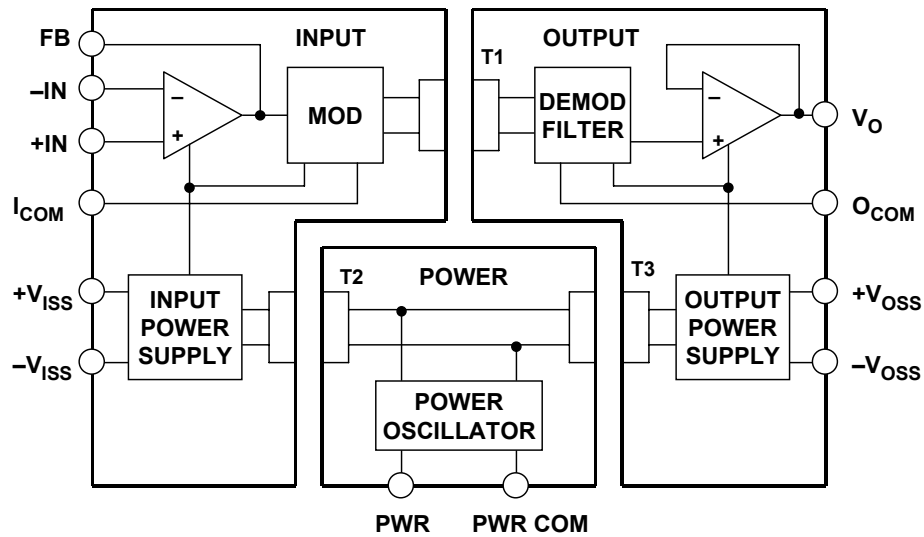 FB
INPUT
OUTPUT
–IN
T1
–
MOD
DEMOD
FILTER
–
+IN
+
+
V_O
I_COM
O_COM
T2
POWER
T3
+V_ISS
INPUT
POWER
SUPPLY
OUTPUT
POWER
SUPPLY
+V_OSS
–V_ISS
–V_OSS
POWER
OSCILLATOR
PWR
PWR COM